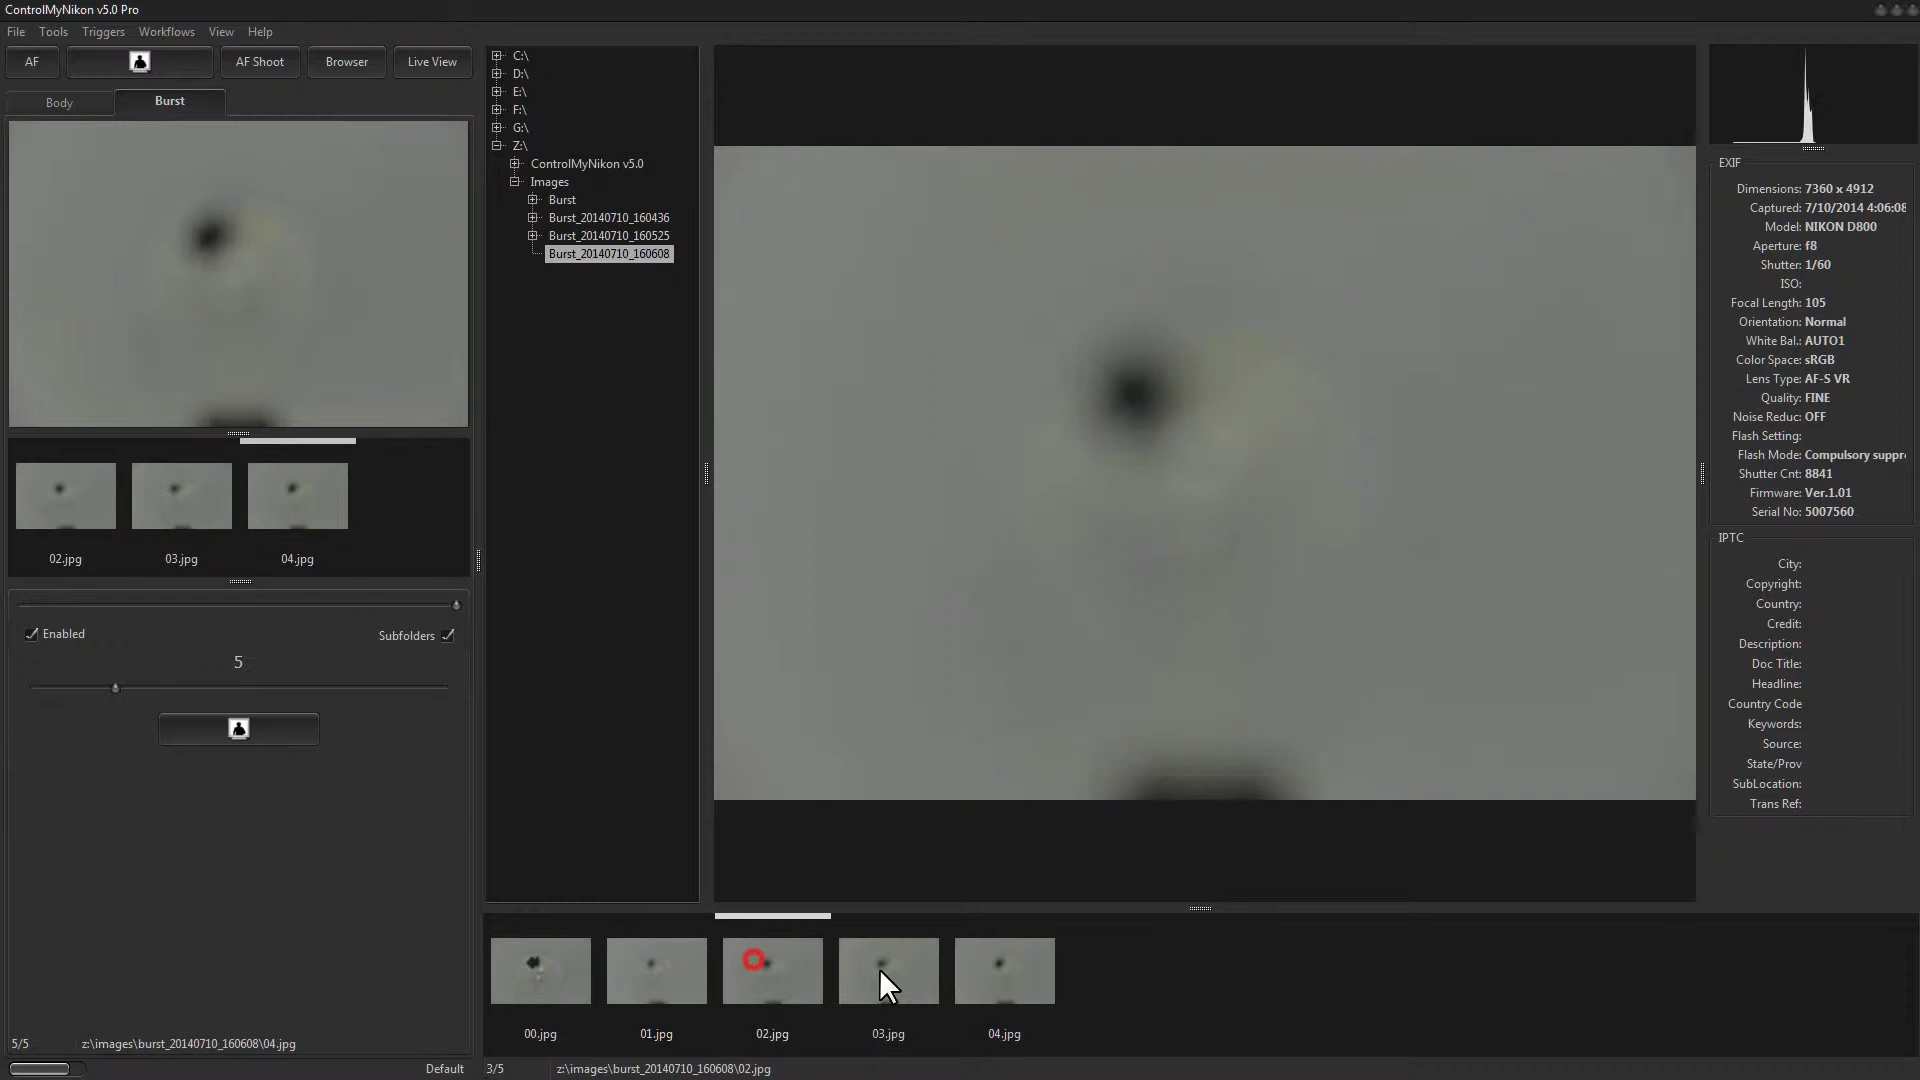 ControlMyNikon v5.0 Pro
File Tools Triggers Workflows View Help
AF AF Shoot Browser Live View
Body Burst
02.jpg 03.jpg 04.jpg
Enabled Subfolders
5
5/5 z:\images\burst_20140710_160608\04.jpg
Default
C:\
D:\
E:\
F:\
G:\
Z:\
ControlMyNikon v5.0
Images
Burst
Burst_20140710_160436
Burst_20140710_160525
Burst_20140710_160608
00.jpg 01.jpg 02.jpg 03.jpg 04.jpg
3/5 z:\images\burst_20140710_160608\02.jpg
EXIF
Dimensions: 7360 x 4912
Captured: 7/10/2014 4:06:08
Model: NIKON D800
Aperture: f8
Shutter: 1/60
ISO:
Focal Length: 105
Orientation: Normal
White Bal.: AUTO1
Color Space: sRGB
Lens Type: AF-S VR
Quality: FINE
Noise Reduc: OFF
Flash Setting:
Flash Mode: Compulsory suppr
Shutter Cnt: 8841
Firmware: Ver.1.01
Serial No: 5007560
IPTC
City:
Copyright:
Country:
Credit:
Description:
Doc Title:
Headline:
Country Code
Keywords:
Source:
State/Prov
SubLocation:
Trans Ref: